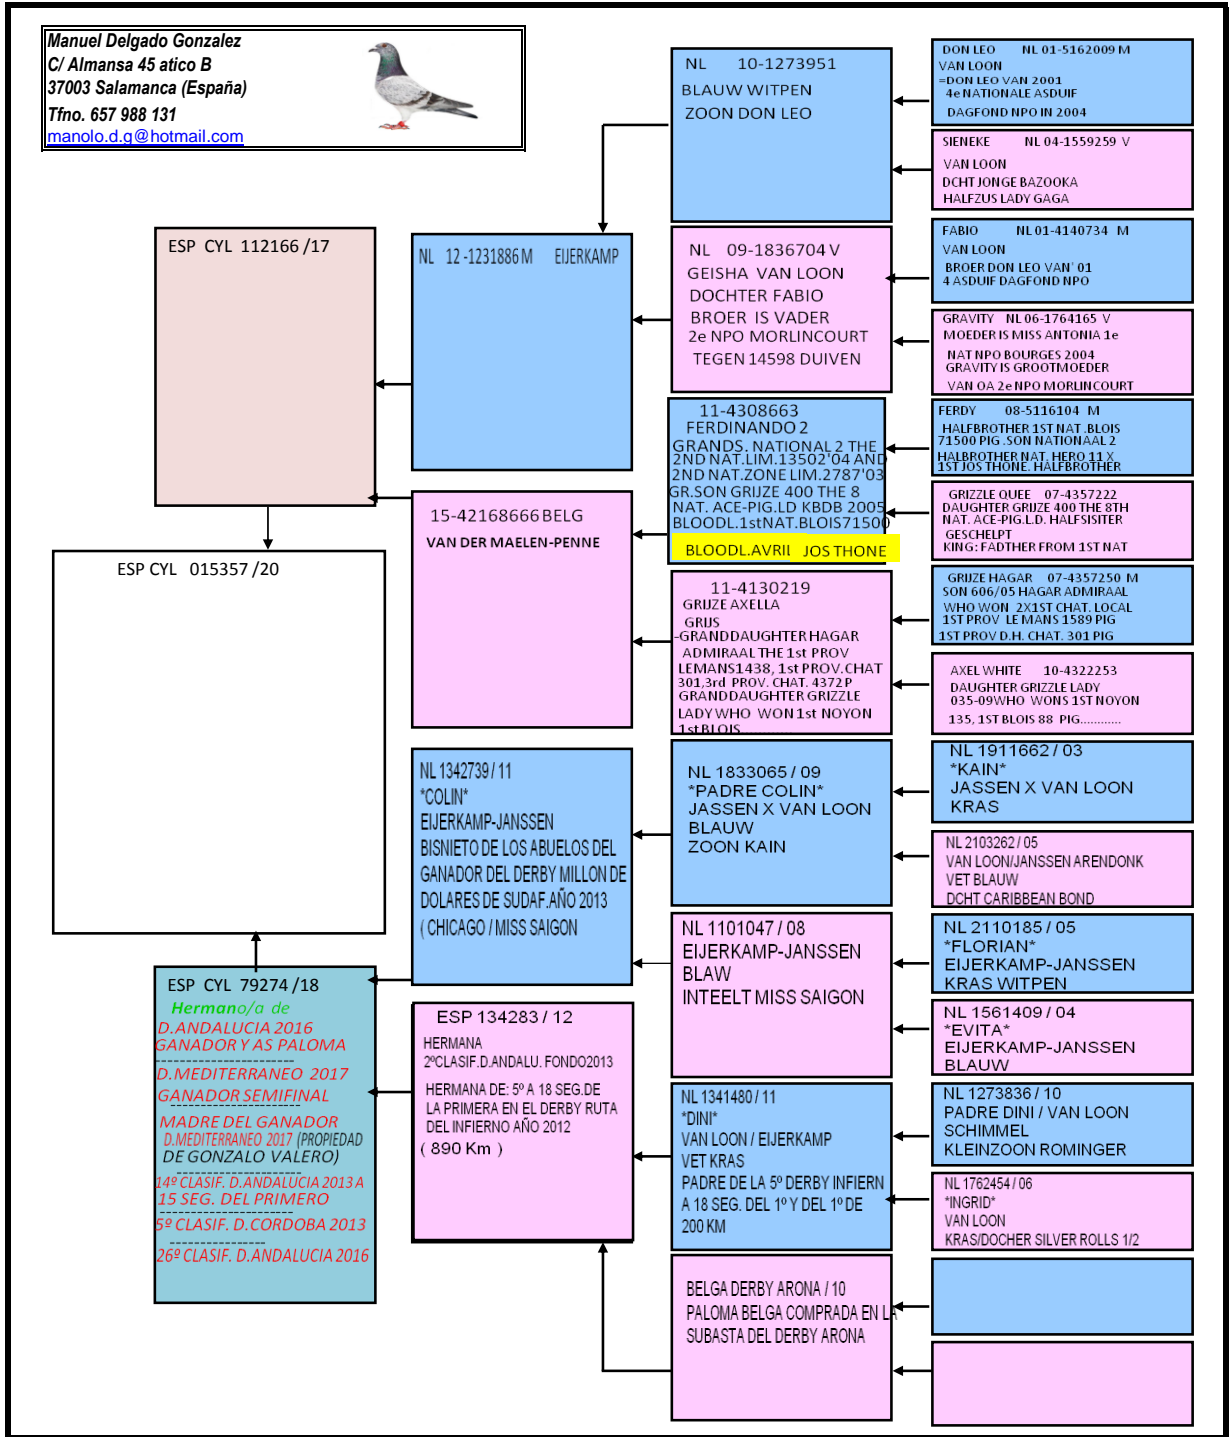 Manuel Delgado Gonzalez
C/ Almansa 45 atico B
37003 Salamanca (España)
Tfno. 657 988 131
manolo.d.g@hotmail.com
ESP CYL 112166 /17
ESP CYL 015357 /20
ESP CYL 79274 /18
Hermano/a de
D.ANDALUCIA 2016
GANADOR Y AS PALOMA
-----------------------
D.MEDITERRANEO 2017
GANADOR SEMIFINAL
---------------------
MADRE DEL GANADOR
D.MEDITERRANEO 2017 (PROPIEDAD
DE GONZALO VALERO)
--------------------
14º CLASIF. D.ANDALUCIA 2013 A
15 SEG. DEL PRIMERO
----------------------
5º CLASIF. D.CORDOBA 2013
----------------
26º CLASIF. D.ANDALUCIA 2016
NL 12 -1231886 M EIJERKAMP
15-42168666 BELG
VAN DER MAELEN-PENNE
NL 1342739 / 11
*COLIN*
EIJERKAMP-JANSSEN
BISNIETO DE LOS ABUELOS DEL
GANADOR DEL DERBY MILLON DE
DOLARES DE SUDAF.AÑO 2013
( CHICAGO / MISS SAIGON
ESP 134283 / 12
HERMANA
2ºCLASIF.D.ANDALU. FONDO2013
HERMANA DE: 5º A 18 SEG.DE
LA PRIMERA EN EL DERBY RUTA
DEL INFIERNO AÑO 2012
( 890 Km )
NL 10-1273951
BLAUW WITPEN
ZOON DON LEO
NL 09-1836704 V
GEISHA VAN LOON
DOCHTER FABIO
BROER IS VADER
2e NPO MORLINCOURT
TEGEN 14598 DUIVEN
11-4308663
FERDINANDO 2
GRANDS. NATIONAL 2 THE
2ND NAT.LIM.13502'04 AND
2ND NAT.ZONE LIM.2787'03
GR.SON GRIJZE 400 THE 8
NAT. ACE-PIG.LD KBDB 2005
BLOODL.1stNAT.BLOIS71500
BLOODL.AVRIL JOS THONE
11-4130219
GRIJZE AXELLA
GRIJS
-GRANDDAUGHTER HAGAR
ADMIRAAL THE 1st PROV
LEMANS1438, 1st PROV.CHAT
301,3rd PROV. CHAT. 4372 P
GRANDDAUGHTER GRIZZLE
LADY WHO WON 1st NOYON
1st BLOIS............
NL 1833065 / 09
*PADRE COLIN*
JASSEN X VAN LOON
BLAUW
ZOON KAIN
NL 1101047 / 08
EIJERKAMP-JANSSEN
BLAW
INTEELT MISS SAIGON
NL 1341480 / 11
*DINI*
VAN LOON / EIJERKAMP
VET KRAS
PADRE DE LA 5º DERBY INFIERN
A 18 SEG. DEL 1º Y DEL 1º DE
200 KM
BELGA DERBY ARONA / 10
PALOMA BELGA COMPRADA EN LA
SUBASTA DEL DERBY ARONA
DON LEO NL 01-5162009 M
VAN LOON
=DON LEO VAN 2001
4e NATIONALE ASDUIF
DAGFOND NPO IN 2004
SIENEKE NL 04-1559259 V
VAN LOON
DCHT JONGE BAZOOKA
HALFZUS LADY GAGA
FABIO NL 01-4140734 M
VAN LOON
BROER DON LEO VAN' 01
4 ASDUIF DAGFOND NPO
GRAVITY NL 06-1764165 V
MOEDER IS MISS ANTONIA 1e
NAT NPO BOURGES 2004
GRAVITY IS GROOTMOEDER
VAN OA 2e NPO MORLINCOURT
FERDY 08-5116104 M
HALFBROTHER 1ST NAT .BLOIS
71500 PIG .SON NATIONAAL 2
HALBROTHER NAT. HERO 11 X
1ST JOS THONE. HALFBROTHER
GRIZZLE QUEE 07-4357222
DAUGHTER GRIJZE 400 THE 8TH
NAT. ACE-PIG.L.D. HALFSISITER
GESCHELPT
KING: FADTHER FROM 1ST NAT
GRIJZE HAGAR 07-4357250 M
SON 606/05 HAGAR ADMIRAAL
WHO WON 2X1ST CHAT. LOCAL
1ST PROV LE MANS 1589 PIG
1ST PROV D.H. CHAT. 301 PIG
AXEL WHITE 10-4322253
DAUGHTER GRIZZLE LADY
035-09WHO WONS 1ST NOYON
135, 1ST BLOIS 88 PIG............
NL 1911662 / 03
*KAIN*
JASSEN X VAN LOON
KRAS
NL 2103262 / 05
VAN LOON/JANSSEN ARENDONK
VET BLAUW
DCHT CARIBBEAN BOND
NL 2110185 / 05
*FLORIAN*
EIJERKAMP-JANSSEN
KRAS WITPEN
NL 1561409 / 04
*EVITA*
EIJERKAMP-JANSSEN
BLAUW
NL 1273836 / 10
PADRE DINI / VAN LOON
SCHIMMEL
KLEINZOON ROMINGER
NL 1762454 / 06
*INGRID*
VAN LOON
KRAS/DOCHER SILVER ROLLS 1/2